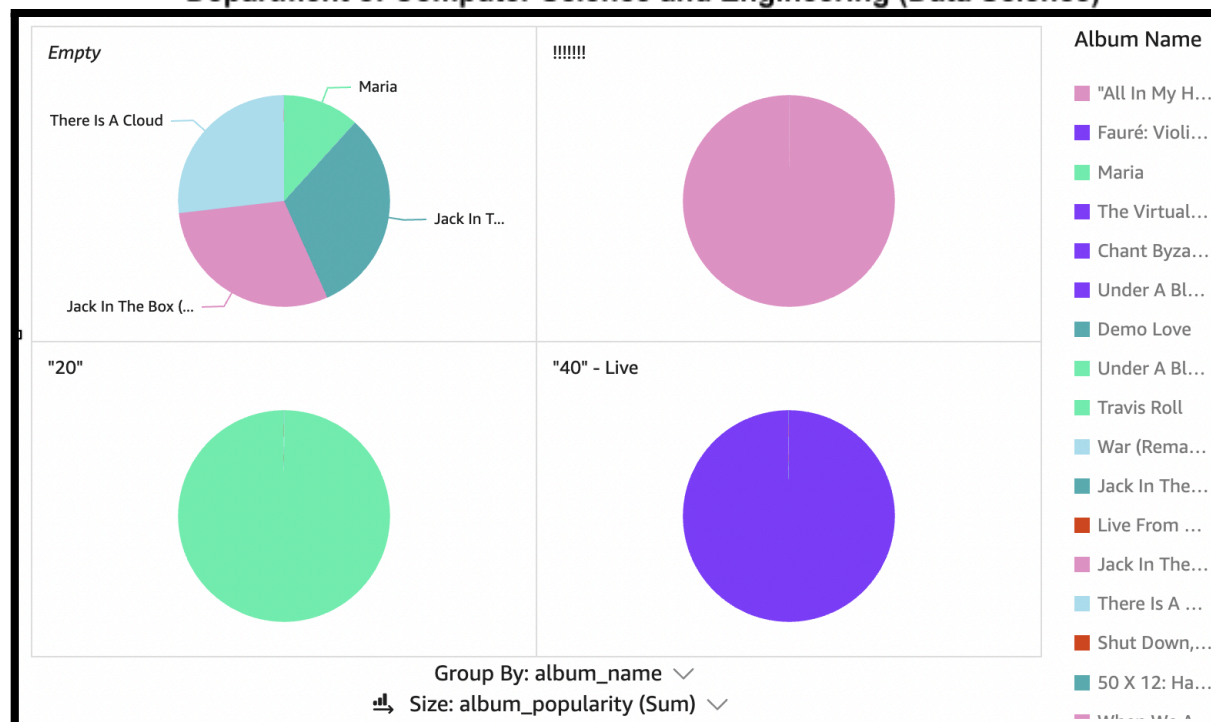 Department of Computer Science and Engineering (Data Science)
Empty
Maria
There Is A Cloud
Jack In T...
Jack In The Box (...
!!!!!!!
"20"
"40" - Live
Group By: album_name
Size: album_popularity (Sum)
Album Name
"All In My H...
Fauré: Violi...
Maria
The Virtual...
Chant Byza...
Under A Bl...
Demo Love
Under A Bl...
Travis Roll
War (Rema...
Jack In The...
Live From ...
Jack In The...
There Is A ...
Shut Down,...
50 X 12: Ha...
When We A...